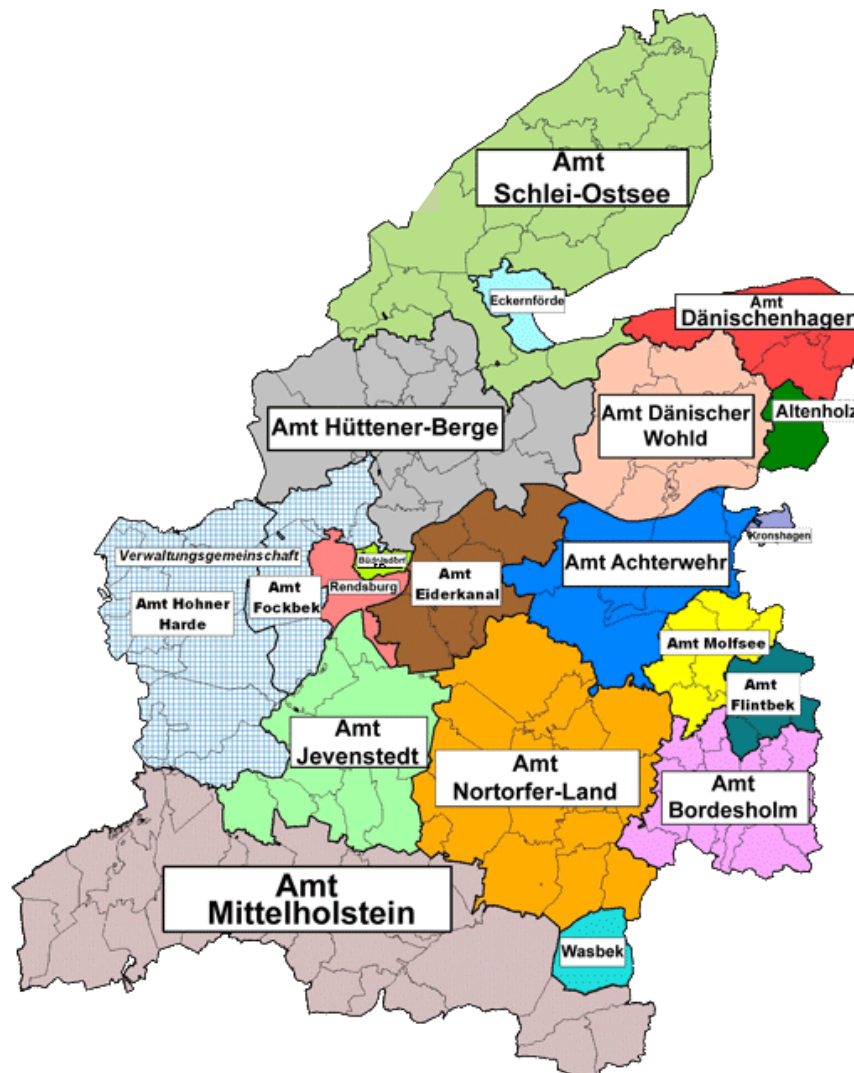 Amt
Schlei-Ostsee
Eckernförde
Amt
Dänischenhagen
Amt Hüttener-Berge
Amt Dänischer
Wohld
Altenholz
Verwaltungsgemeinschaft
Kronshagen
Amt Hohner
Harde
Amt
Fockbek
Rendsburg
Amt
Eiderkanal
Amt Achterwehr
Amt Molfsee
Amt
Flintbek
Amt
Jevenstedt
Amt
Nortorfer-Land
Amt
Bordesholm
Amt
Mittelholstein
Wasbek